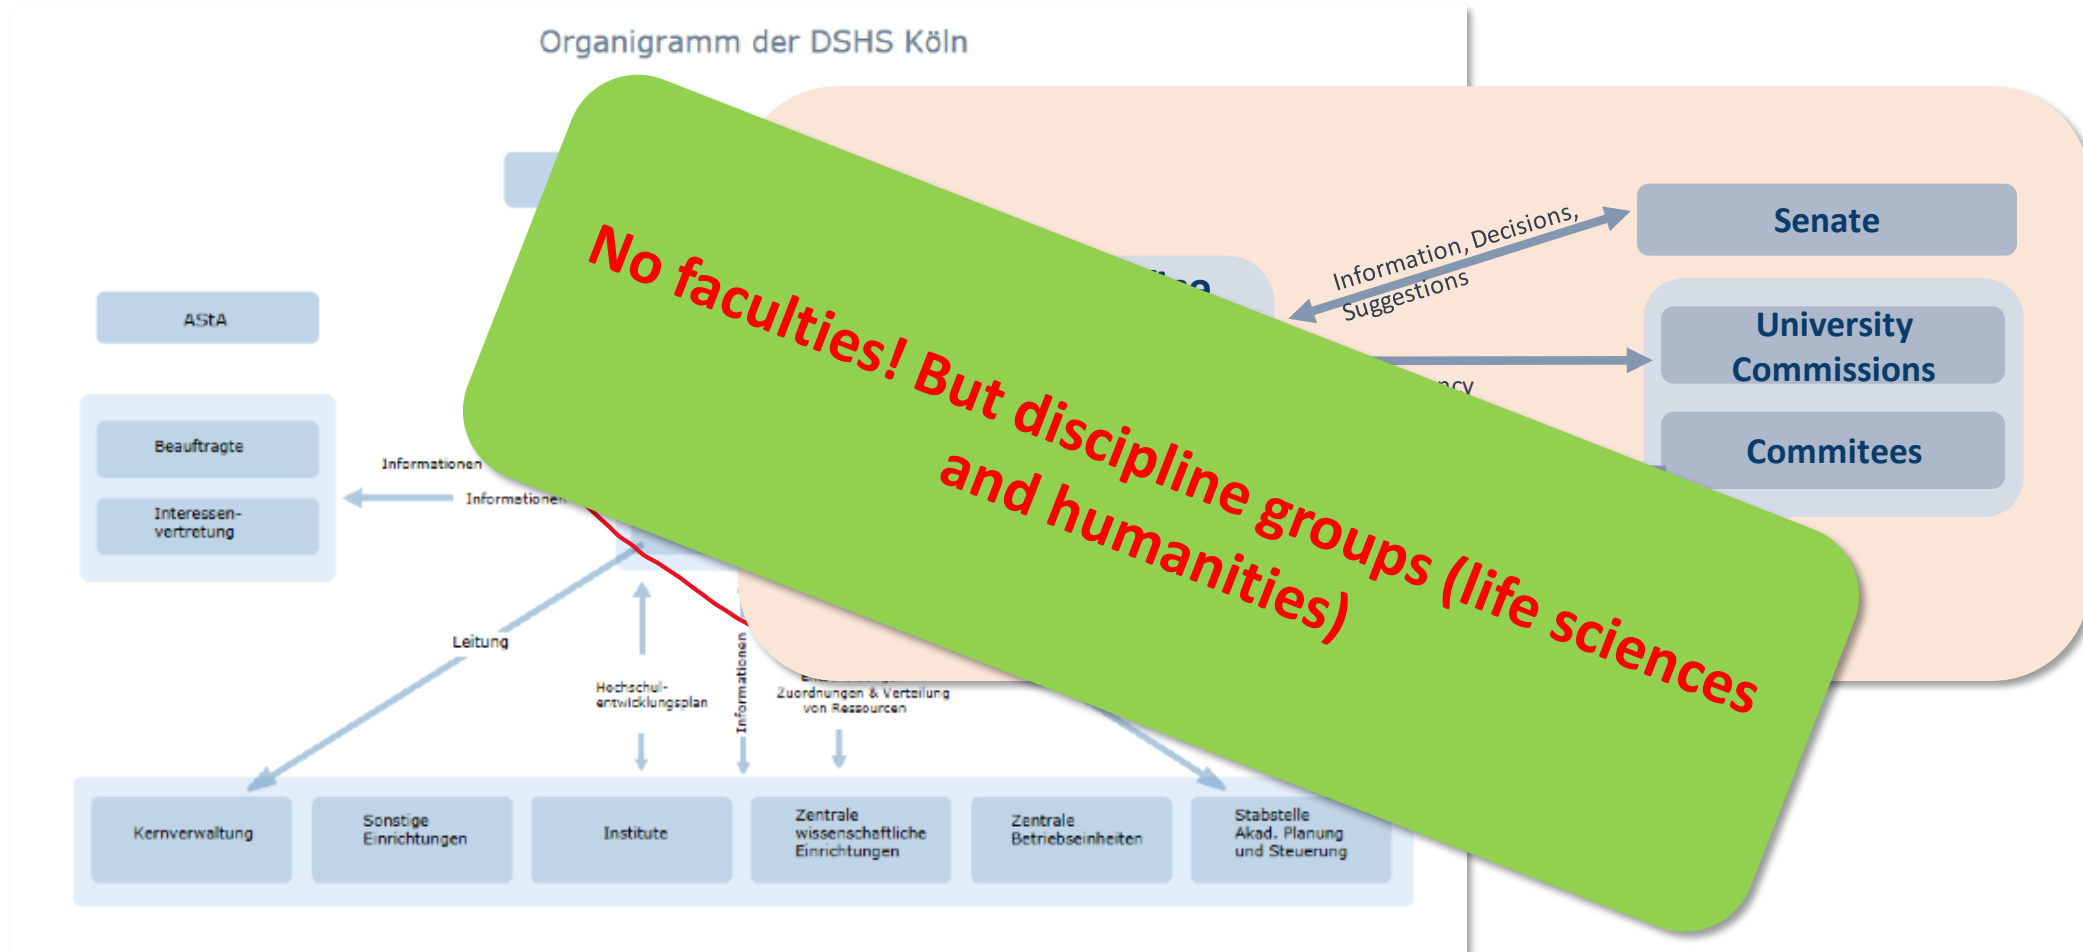 Organigramm der DSHS Köln
AStA
Beauftragte
Interessen-
vertretung
Informationen
Informationen
Leitung
Hochschul-
entwicklungsplan
Informationen
Zuordnungen & Verteilung
von Ressourcen
Kernverwaltung
Sonstige
Einrichtungen
Institute
Zentrale
wissenschaftliche
Einrichtungen
Zentrale
Betriebseinheiten
Stabstelle
Akad. Planung
und Steuerung
Information, Decisions,
Suggestions
Senate
University
Commissions
Commitees
No faculties! But discipline groups (life sciences
and humanities)